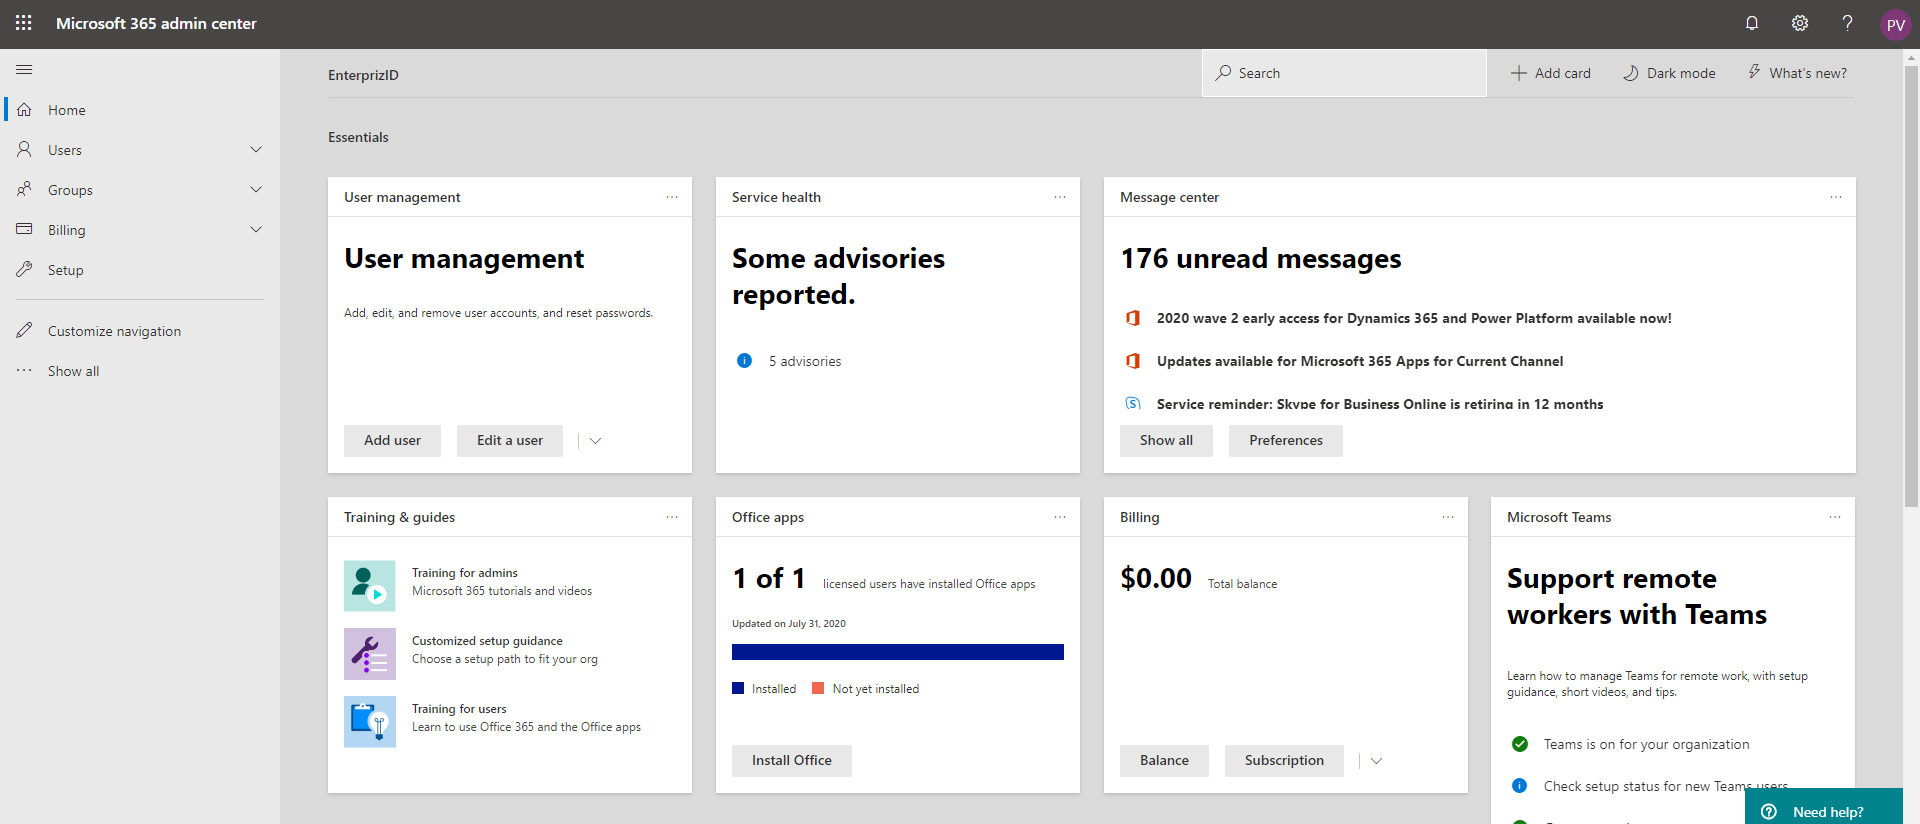 Microsoft 365 admin center
PV
EnterprizID
Search
Add card
Dark mode
What's new?
Home
Users
Groups
Billing
Setup
Customize navigation
Show all
Essentials
User management
User management
Add, edit, and remove user accounts, and reset passwords.
Add user
Edit a user
Service health
Some advisories
reported.
5 advisories
Message center
176 unread messages
2020 wave 2 early access for Dynamics 365 and Power Platform available now!
Updates available for Microsoft 365 Apps for Current Channel
Service reminder: Skype for Business Online is retiring in 12 months
Show all
Preferences
Training & guides
Training for admins
Microsoft 365 tutorials and videos
Customized setup guidance
Choose a setup path to fit your org
Training for users
Learn to use Office 365 and the Office apps
Office apps
1 of 1 licensed users have installed Office apps
Updated on July 31, 2020
Installed
Not yet installed
Install Office
Billing
$0.00 Total balance
Balance
Subscription
Microsoft Teams
Support remote
workers with Teams
Learn how to manage Teams for remote work, with setup
guidance, short videos, and tips.
Teams is on for your organization
Check setup status for new Teams users
Need help?